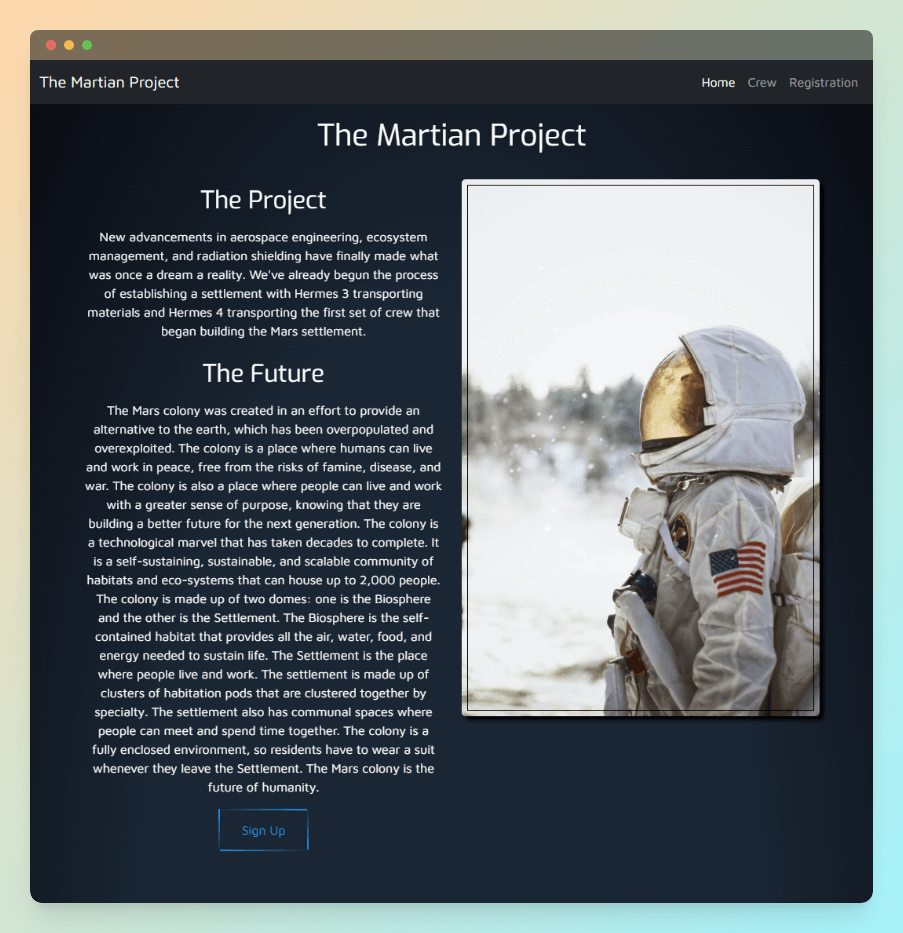 The Martian Project
Home Crew Registration
The Martian Project
The Project
New advancements in aerospace engineering, ecosystem
management, and radiation shielding have finally made what
was once a dream a reality. We've already begun the process
of establishing a settlement with Hermes 3 transporting
materials and Hermes 4 transporting the first set of crew that
began building the Mars settlement.
The Future
The Mars colony was created in an effort to provide an
alternative to the earth, which has been overpopulated and
overexploited. The colony is a place where humans can live
and work in peace, free from the risks of famine, disease, and
war. The colony is also a place where people can live and work
with a greater sense of purpose, knowing that they are
building a better future for the next generation. The colony is
a technological marvel that has taken decades to complete. It
is a self-sustaining, sustainable, and scalable community of
habitats and eco-systems that can house up to 2,000 people.
The colony is made up of two domes: one is the Biosphere
and the other is the Settlement. The Biosphere is the self-
contained habitat that provides all the air, water, food, and
energy needed to sustain life. The Settlement is the place
where people live and work. The settlement is made up of
clusters of habitation pods that are clustered together by
specialty. The settlement also has communal spaces where
people can meet and spend time together. The colony is a
fully enclosed environment, so residents have to wear a suit
whenever they leave the Settlement. The Mars colony is the
future of humanity.
Sign Up